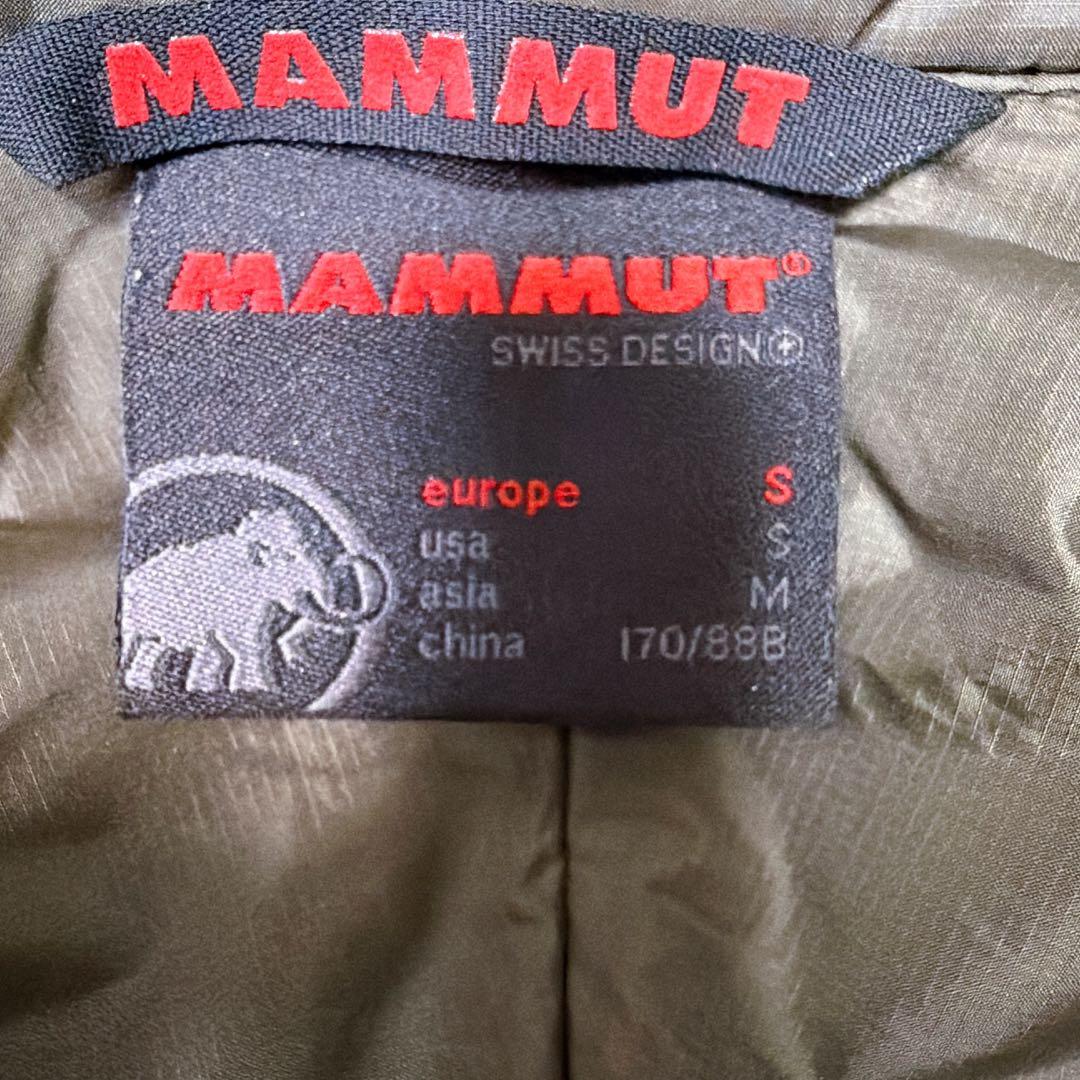 MAMMUT
MAMMUT®
SWISS DESIGN
europe S
usa S
asia M
china 170/88B